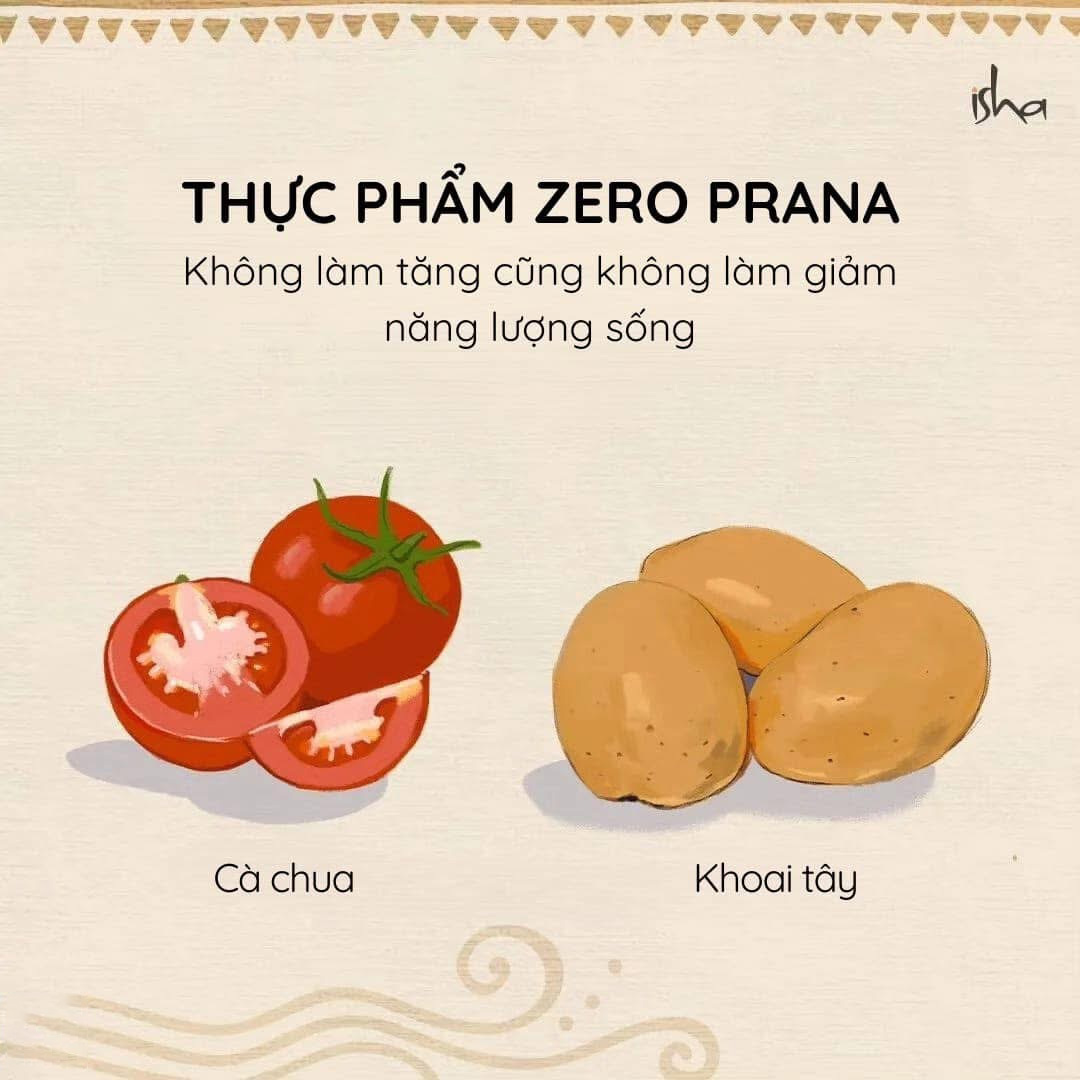 isha
THỰC PHẨM ZERO PRANA
Không làm tăng cũng không làm giảm
năng lượng sống
Cà chua
Khoai tây